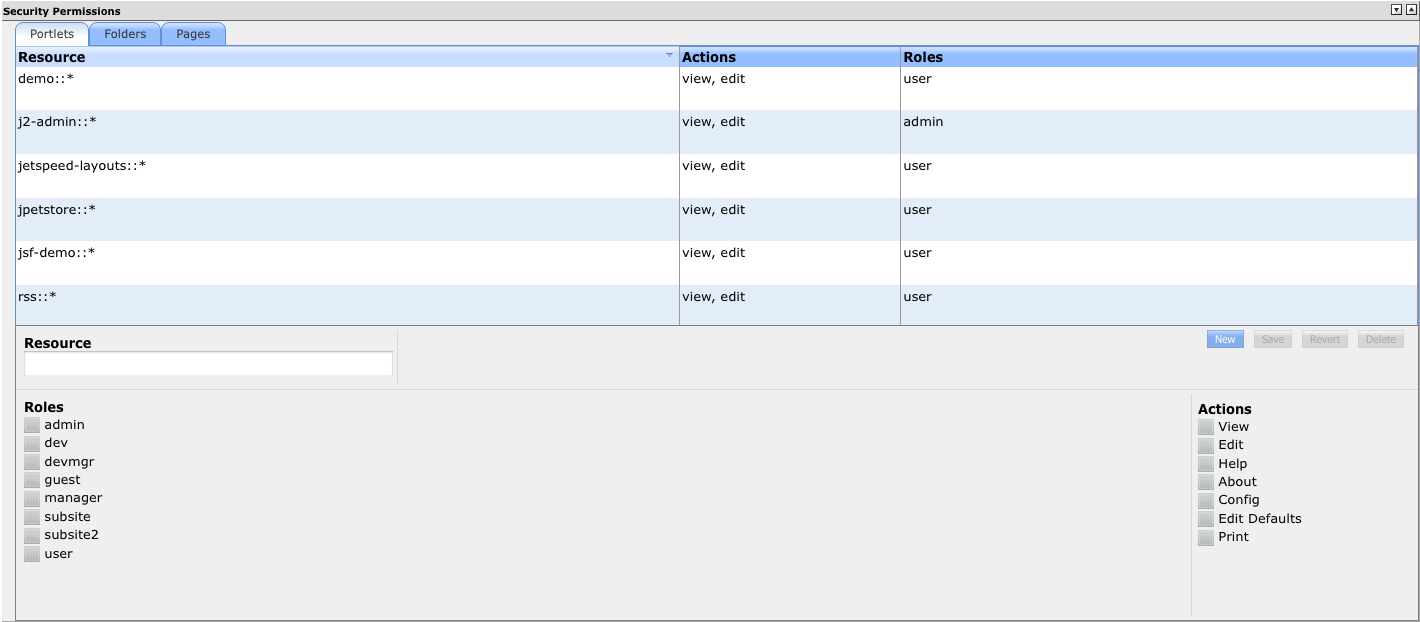 Security Permissions
Portlets Folders Pages
Resource Actions Roles
demo::* view, edit user
j2-admin::* view, edit admin
jetspeed-layouts::* view, edit user
jpetstore::* view, edit user
jsf-demo::* view, edit user
rss::* view, edit user
Resource New Save Revert Delete
Roles Actions
admin View
dev Edit
devmgr Help
guest About
manager Config
subsite Edit Defaults
subsite2 Print
user